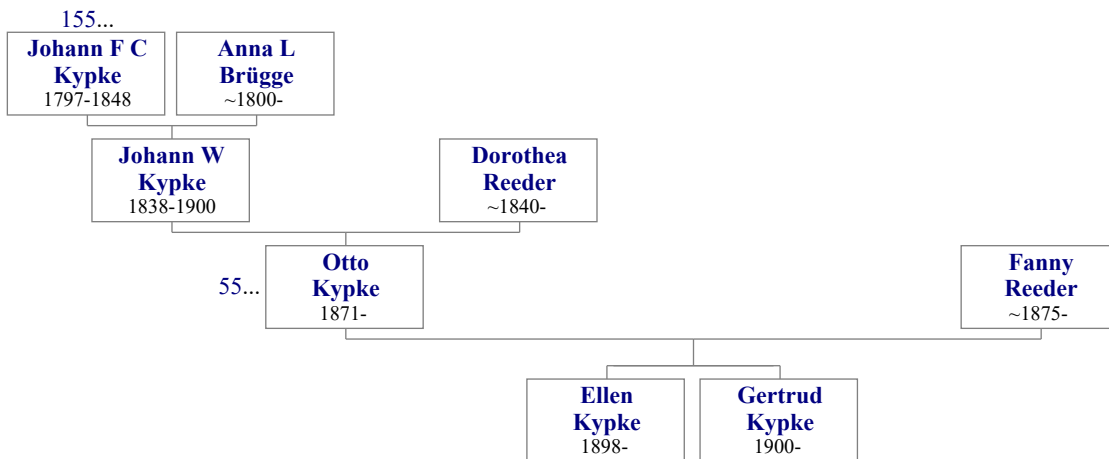 155...
Johann F C
Kypke
1797-1848
Anna L
Brügge
~1800-
Johann W
Kypke
1838-1900
Dorothea
Reeder
~1840-
55...
Otto
Kypke
1871-
Fanny
Reeder
~1875-
Ellen
Kypke
1898-
Gertrud
Kypke
1900-